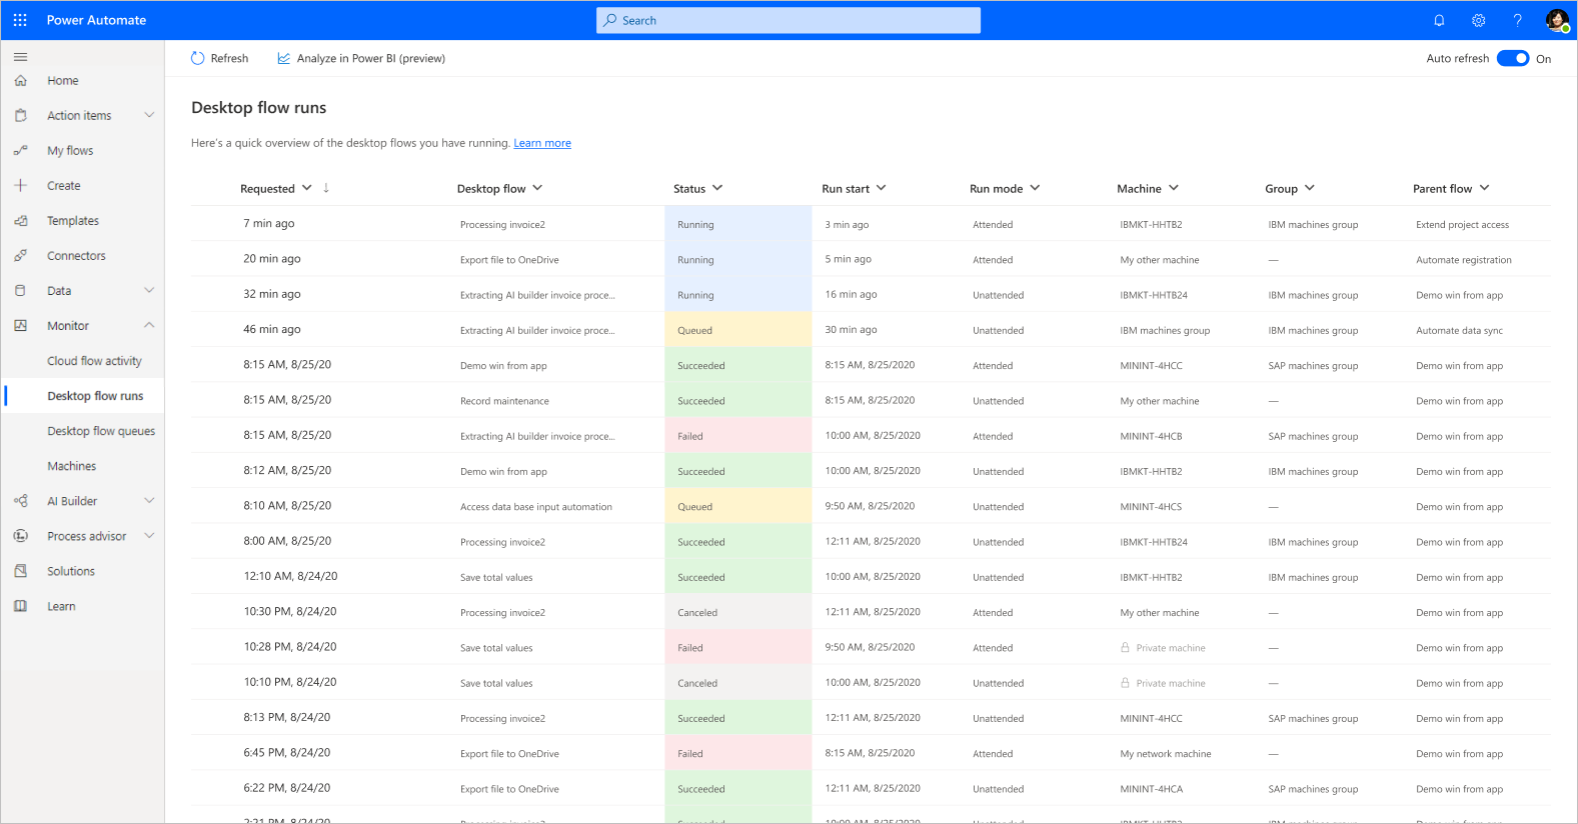 Power Automate
Search
Refresh
Analyze in Power BI (preview)
Auto refresh On
Home
Action items
My flows
Create
Templates
Connectors
Data
Monitor
Cloud flow activity
Desktop flow runs
Desktop flow queues
Machines
AI Builder
Process advisor
Solutions
Learn
Desktop flow runs
Here's a quick overview of the desktop flows you have running. Learn more
Requested ↓ Desktop flow Status Run start Run mode Machine Group Parent flow
7 min ago Processing invoice2 Running 3 min ago Attended IBMKT-HHTB2 IBM machines group Extend project access
20 min ago Export file to OneDrive Running 5 min ago Attended My other machine — Automate registration
32 min ago Extracting AI builder invoice proce... Running 16 min ago Unattended IBMKT-HHTB24 IBM machines group Demo win from app
46 min ago Extracting AI builder invoice proce... Queued 30 min ago Unattended IBM machines group IBM machines group Automate data sync
8:15 AM, 8/25/20 Demo win from app Succeeded 8:15 AM, 8/25/2020 Attended MININT-4HCC SAP machines group Demo win from app
8:15 AM, 8/25/20 Record maintenance Succeeded 8:15 AM, 8/25/2020 Unattended My other machine — Demo win from app
8:15 AM, 8/25/20 Extracting AI builder invoice proce... Failed 10:00 AM, 8/25/2020 Attended MININT-4HCB SAP machines group Demo win from app
8:12 AM, 8/25/20 Demo win from app Succeeded 10:00 AM, 8/25/2020 Unattended IBMKT-HHTB2 IBM machines group Demo win from app
8:10 AM, 8/25/20 Access data base input automation Queued 9:50 AM, 8/25/2020 Unattended MININT-4HCS — Demo win from app
8:00 AM, 8/25/20 Processing invoice2 Succeeded 12:11 AM, 8/25/2020 Unattended IBMKT-HHTB24 IBM machines group Demo win from app
12:10 AM, 8/24/20 Save total values Succeeded 10:00 AM, 8/25/2020 Unattended IBMKT-HHTB2 IBM machines group Demo win from app
10:30 PM, 8/24/20 Processing invoice2 Canceled 12:11 AM, 8/25/2020 Attended My other machine — Demo win from app
10:28 PM, 8/24/20 Save total values Failed 9:50 AM, 8/25/2020 Attended Private machine — Demo win from app
10:10 PM, 8/24/20 Save total values Canceled 10:00 AM, 8/25/2020 Unattended Private machine — Demo win from app
8:13 PM, 8/24/20 Processing invoice2 Succeeded 12:11 AM, 8/25/2020 Unattended MININT-4HCC SAP machines group Demo win from app
6:45 PM, 8/24/20 Export file to OneDrive Failed 8:15 AM, 8/25/2020 Attended My network machine — Demo win from app
6:22 PM, 8/24/20 Export file to OneDrive Succeeded 12:11 AM, 8/25/2020 Unattended MININT-4HCA SAP machines group Demo win from app